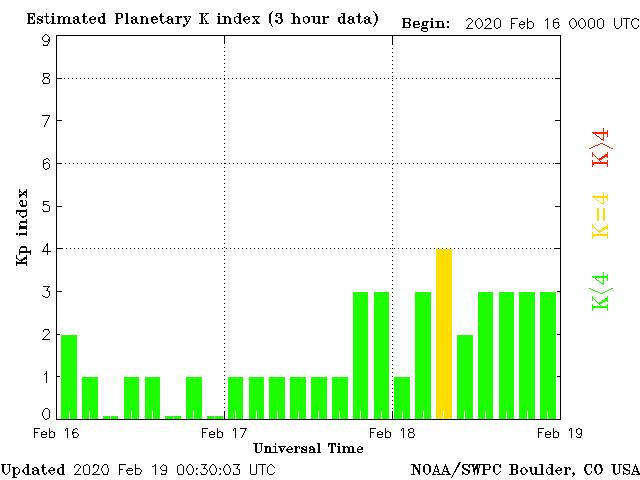 Estimated Planetary K index (3 hour data) Begin: 2020 Feb 16 0000 UTC
9
8
7
6
5
4
3
2
1
0
Kp index
K>4
K=4
K<4
Feb 16 Feb 17 Feb 18 Feb 19
Universal Time
Updated 2020 Feb 19 00:30:03 UTC NOAA/SWPC Boulder, CO USA